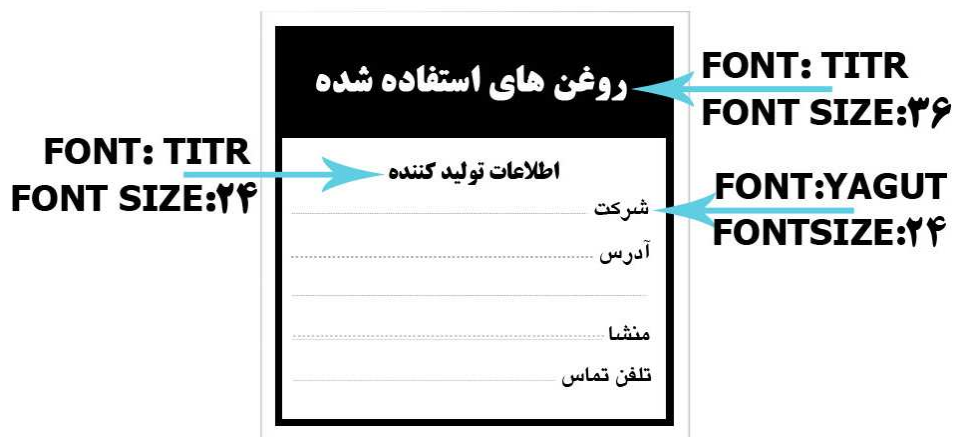 روغن های استفاده شده
FONT: TITR
FONT SIZE:۳۶
اطلاعات تولید کننده
FONT: TITR
FONT SIZE:۲۴
شرکت ..........
FONT:YAGUT
FONTSIZE:۲۴
آدرس ..........
منشا ..........
تلفن تماس ..........